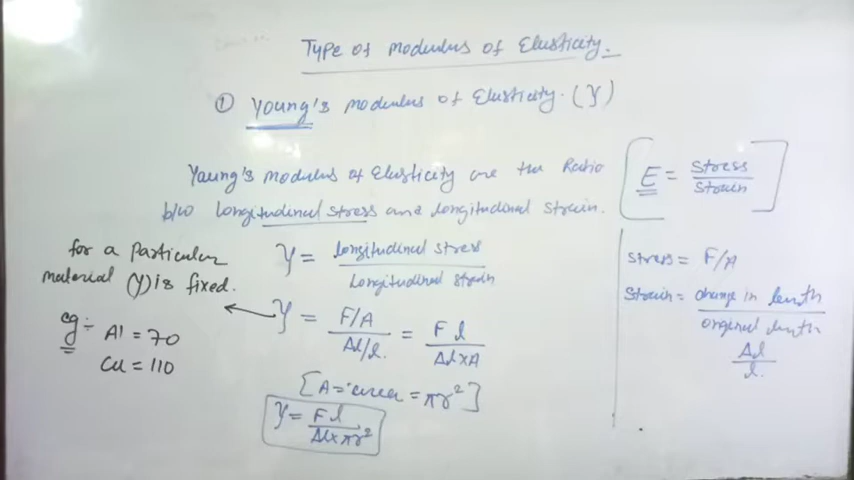 Type of modulus of Elasticity.
① Young's modulus of Elasticity. (Y)
Young's modulus of Elasticity are the Ratio
b/w longitudinal stress and longitudinal strain.
[E = stress / strain]
Y = longitudinal stress / longitudinal strain
for a particular
material (Y) is fixed.
eg ÷ Al = 70
Cu = 110
Y = F/A / Δl/l. = F l / Δl×A
[A = area = πr²]
Y = F l / Δl×πr²
stress = F/A
Strain = change in length / original length
Δl / l.